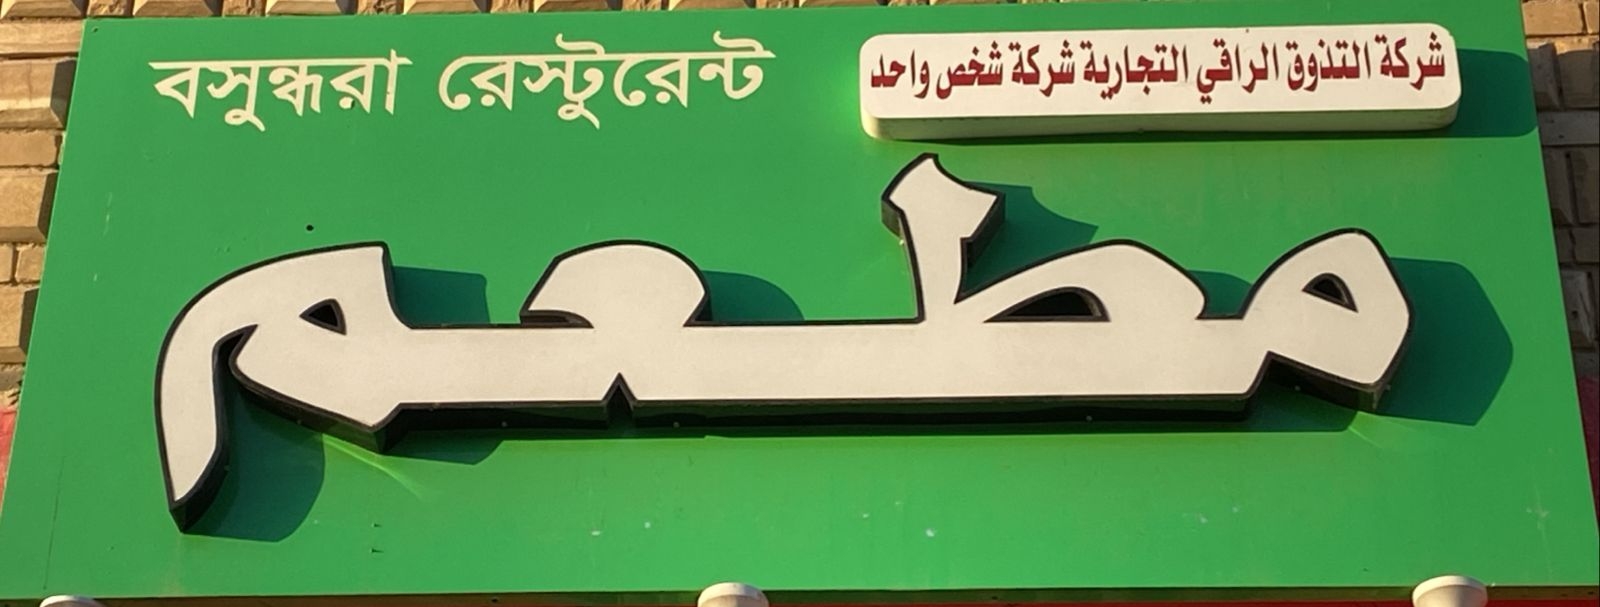 বসুন্ধরা রেস্টুরেন্ট
شركة التذوق الراقي التجارية شركة شخص واحد
مطعم